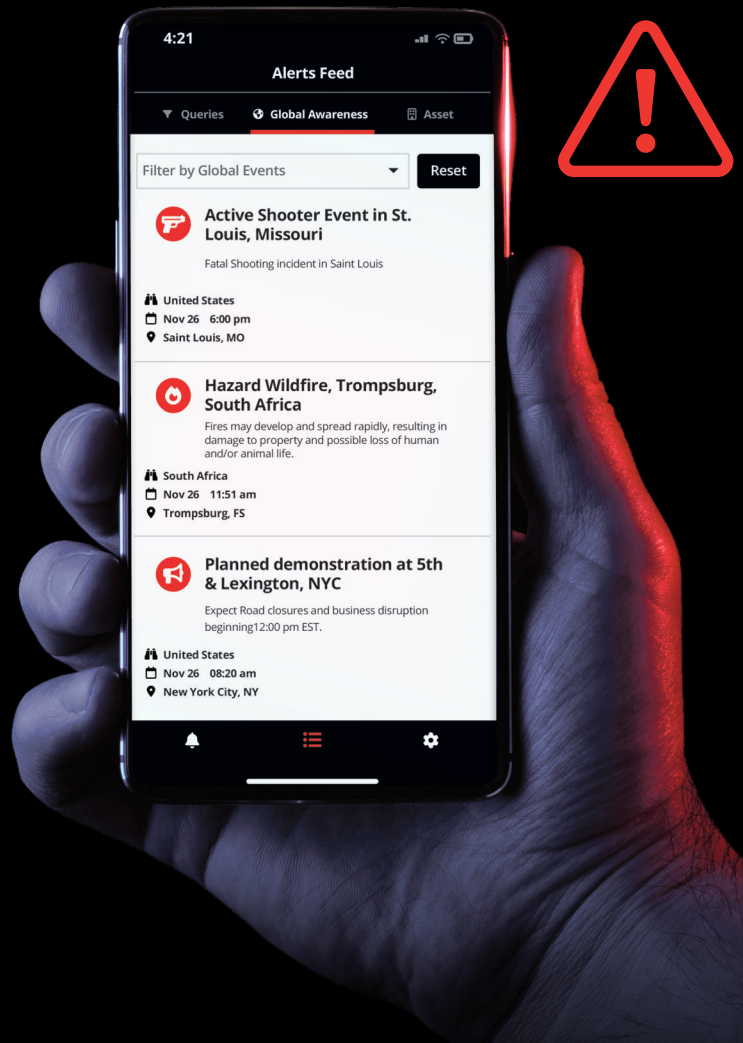 4:21
Alerts Feed
Queries Global Awareness Asset
Filter by Global Events Reset
Active Shooter Event in St.
Louis, Missouri
Fatal Shooting incident in Saint Louis
United States
Nov 26 6:00 pm
Saint Louis, MO
Hazard Wildfire, Trompsburg,
South Africa
Fires may develop and spread rapidly, resulting in
damage to property and possible loss of human
and/or animal life.
South Africa
Nov 26 11:51 am
Trompsburg, FS
Planned demonstration at 5th
& Lexington, NYC
Expect Road closures and business disruption
beginning12:00 pm EST.
United States
Nov 26 08:20 am
New York City, NY